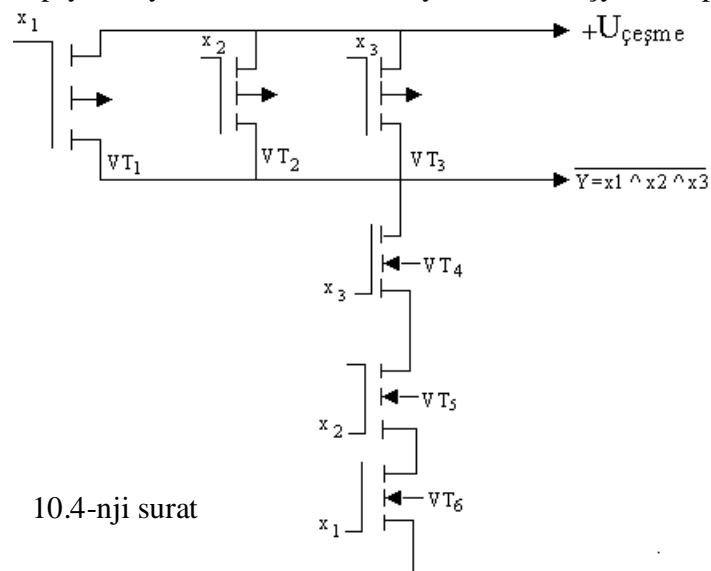 x1
x2
x3
+Uçeşme
VT1
VT2
VT3
Y=x1 ^ x2 ^ x3
VT4
x3
VT5
x2
VT6
x1
10.4-nji surat